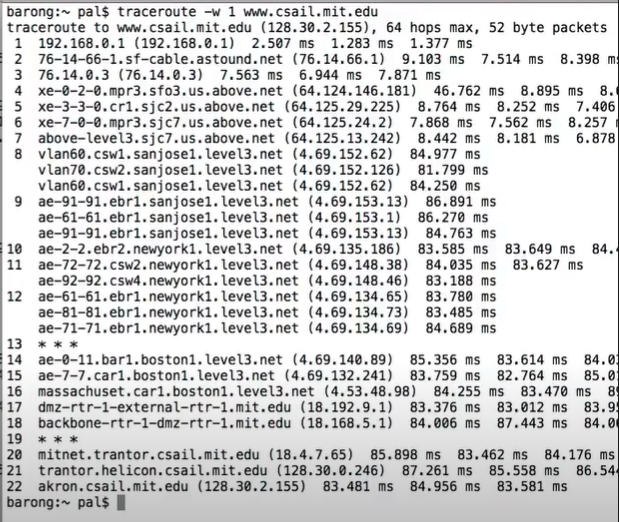 barong:~ pal$ traceroute -w 1 www.csail.mit.edu
traceroute to www.csail.mit.edu (128.30.2.155), 64 hops max, 52 byte packets
1 192.168.0.1 (192.168.0.1) 2.507 ms 1.283 ms 1.377 ms
2 76-14-66-1.sf-cable.astound.net (76.14.66.1) 9.103 ms 7.514 ms 8.398 m
3 76.14.0.3 (76.14.0.3) 7.563 ms 6.944 ms 7.871 ms
4 xe-0-2-0.mpr3.sfo3.us.above.net (64.124.146.181) 46.762 ms 8.895 ms
5 xe-3-3-0.cr1.sjc2.us.above.net (64.125.29.225) 8.764 ms 8.252 ms 7.406
6 xe-7-0-0.mpr3.sjc7.us.above.net (64.125.24.2) 7.868 ms 7.562 ms 8.257
7 above-level3.sjc7.us.above.net (64.125.13.242) 8.442 ms 8.181 ms 6.878
8 vlan60.csw1.sanjose1.level3.net (4.69.152.62) 84.977 ms
vlan70.csw2.sanjose1.level3.net (4.69.152.126) 81.799 ms
vlan60.csw1.sanjose1.level3.net (4.69.152.62) 84.250 ms
9 ae-91-91.ebr1.sanjose1.level3.net (4.69.153.13) 86.891 ms
ae-61-61.ebr1.sanjose1.level3.net (4.69.153.1) 86.270 ms
ae-91-91.ebr1.sanjose1.level3.net (4.69.153.13) 84.763 ms
10 ae-2-2.ebr2.newyork1.level3.net (4.69.135.186) 83.585 ms 83.649 ms 84.4
11 ae-72-72.csw2.newyork1.level3.net (4.69.148.38) 84.035 ms 83.627 ms
ae-92-92.csw4.newyork1.level3.net (4.69.148.46) 83.188 ms
12 ae-61-61.ebr1.newyork1.level3.net (4.69.134.65) 83.780 ms
ae-81-81.ebr1.newyork1.level3.net (4.69.134.73) 83.485 ms
ae-71-71.ebr1.newyork1.level3.net (4.69.134.69) 84.689 ms
13 * * *
14 ae-0-11.bar1.boston1.level3.net (4.69.140.89) 85.356 ms 83.614 ms 84.0
15 ae-7-7.car1.boston1.level3.net (4.69.132.241) 83.759 ms 82.764 ms 85.0
16 massachuset.car1.boston1.level3.net (4.53.48.98) 84.255 ms 83.470 ms
17 dmz-rtr-1-external-rtr-1.mit.edu (18.192.9.1) 83.376 ms 83.012 ms 83.9
18 backbone-rtr-1-dmz-rtr-1.mit.edu (18.168.5.1) 84.006 ms 87.443 ms 84.0
19 * * *
20 mitnet.trantor.csail.mit.edu (18.4.7.65) 85.898 ms 83.462 ms 84.176 ms
21 trantor.helicon.csail.mit.edu (128.30.0.246) 87.261 ms 85.558 ms 86.544
22 akron.csail.mit.edu (128.30.2.155) 83.481 ms 84.956 ms 83.581 ms
barong:~ pal$